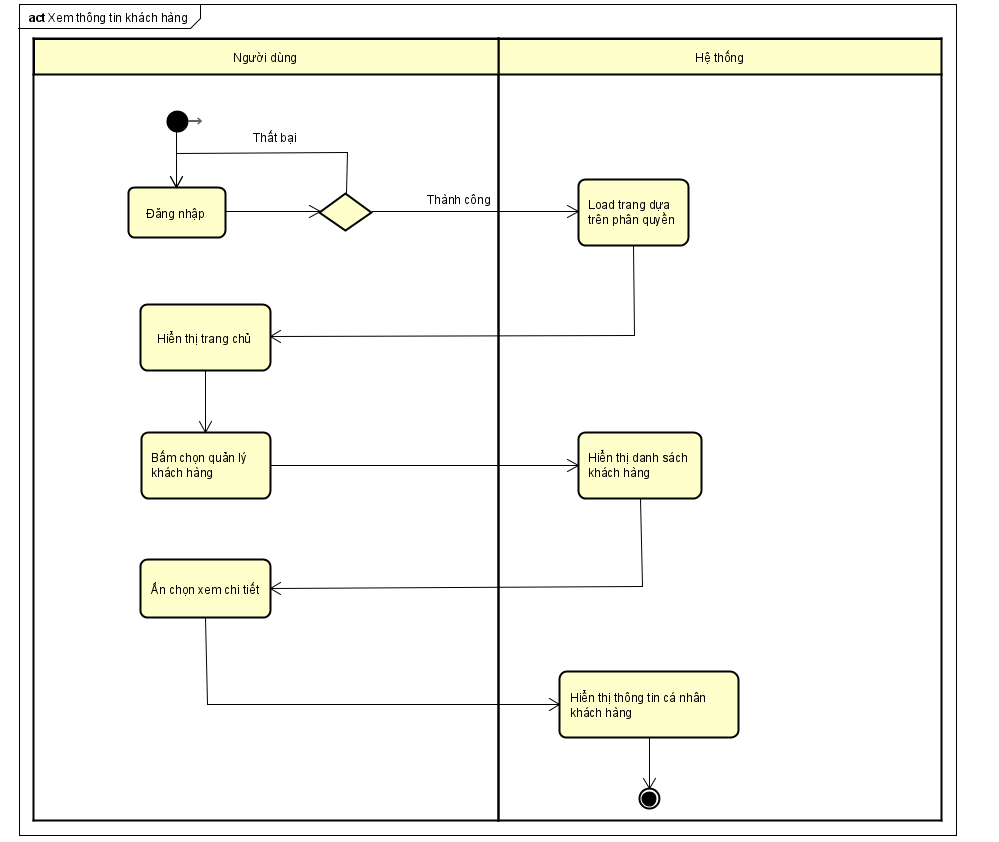 act Xem thông tin khách hàng
Người dùng
Hệ thống
Thất bại
Đăng nhập
Thành công
Load trang dựa
trên phân quyền
Hiển thị trang chủ
Bấm chọn quản lý
khách hàng
Hiển thị danh sách
khách hàng
Ấn chọn xem chi tiết
Hiển thị thông tin cá nhân
khách hàng